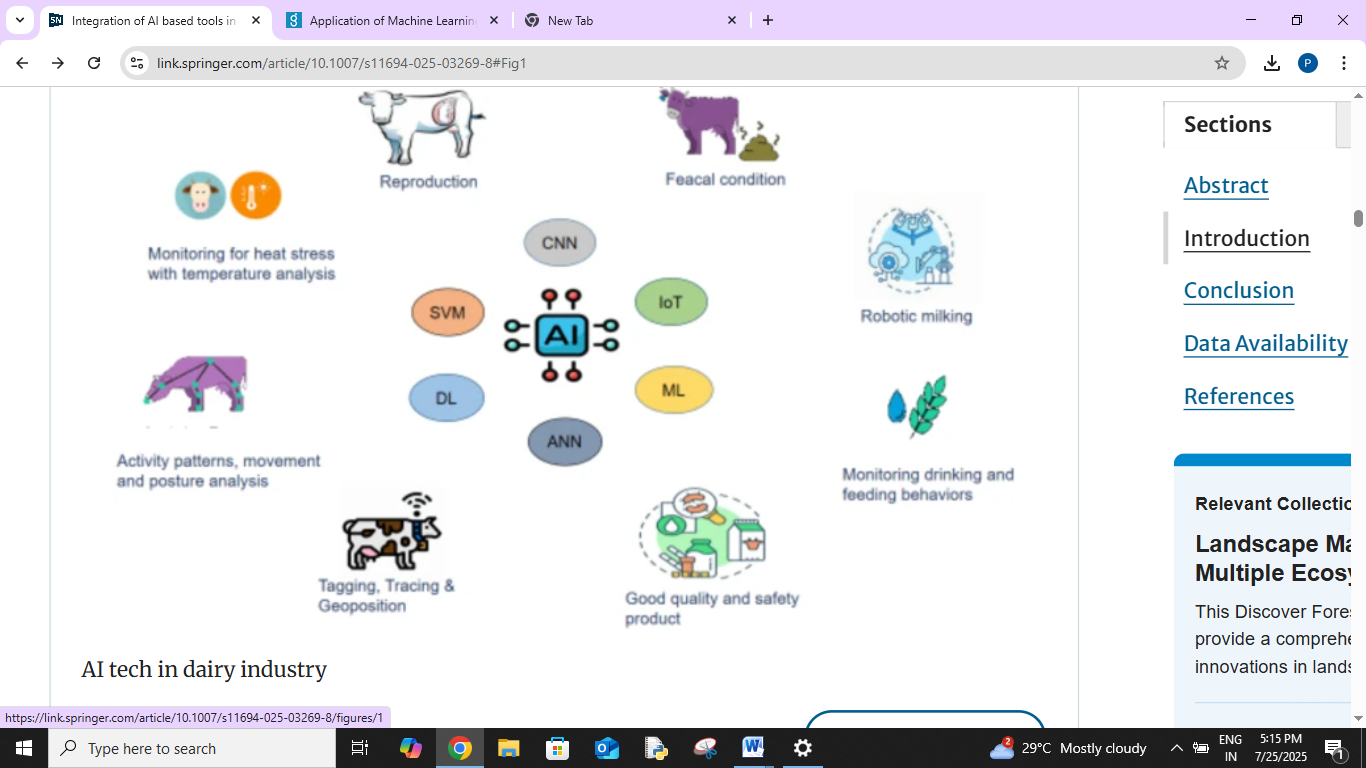 Integration of AI based tools in
Application of Machine Learning
New Tab
link.springer.com/article/10.1007/s11694-025-03269-8#Fig1
P
Reproduction
Feacal condition
Monitoring for heat stress
with temperature analysis
CNN
SVM
IoT
AI
DL
ML
ANN
Robotic milking
Activity patterns, movement
and posture analysis
Monitoring drinking and
feeding behaviors
Tagging, Tracing &
Geoposition
Good quality and safety
product
AI tech in dairy industry
Sections
Abstract
Introduction
Conclusion
Data Availability
References
Relevant Collectio
Landscape Ma
Multiple Ecosy
This Discover Fores
provide a comprehe
innovations in lands
https://link.springer.com/article/10.1007/s11694-025-03269-8/figures/1
Type here to search
2
29°C Mostly cloudy
ENG
IN
5:15 PM
7/25/2025
1